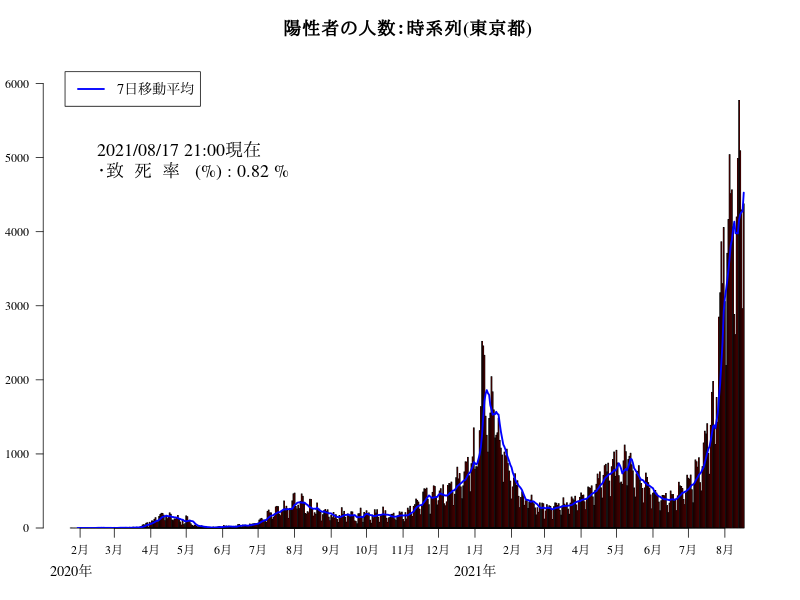 陽性者の人数：時系列(東京都)
7日移動平均
2021/08/17 21:00現在
・致 死 率 (%) : 0.82 %
6000
5000
4000
3000
2000
1000
0
2月 3月 4月 5月 6月 7月 8月 9月 10月 11月 12月 1月 2月 3月 4月 5月 6月 7月 8月
2020年 2021年